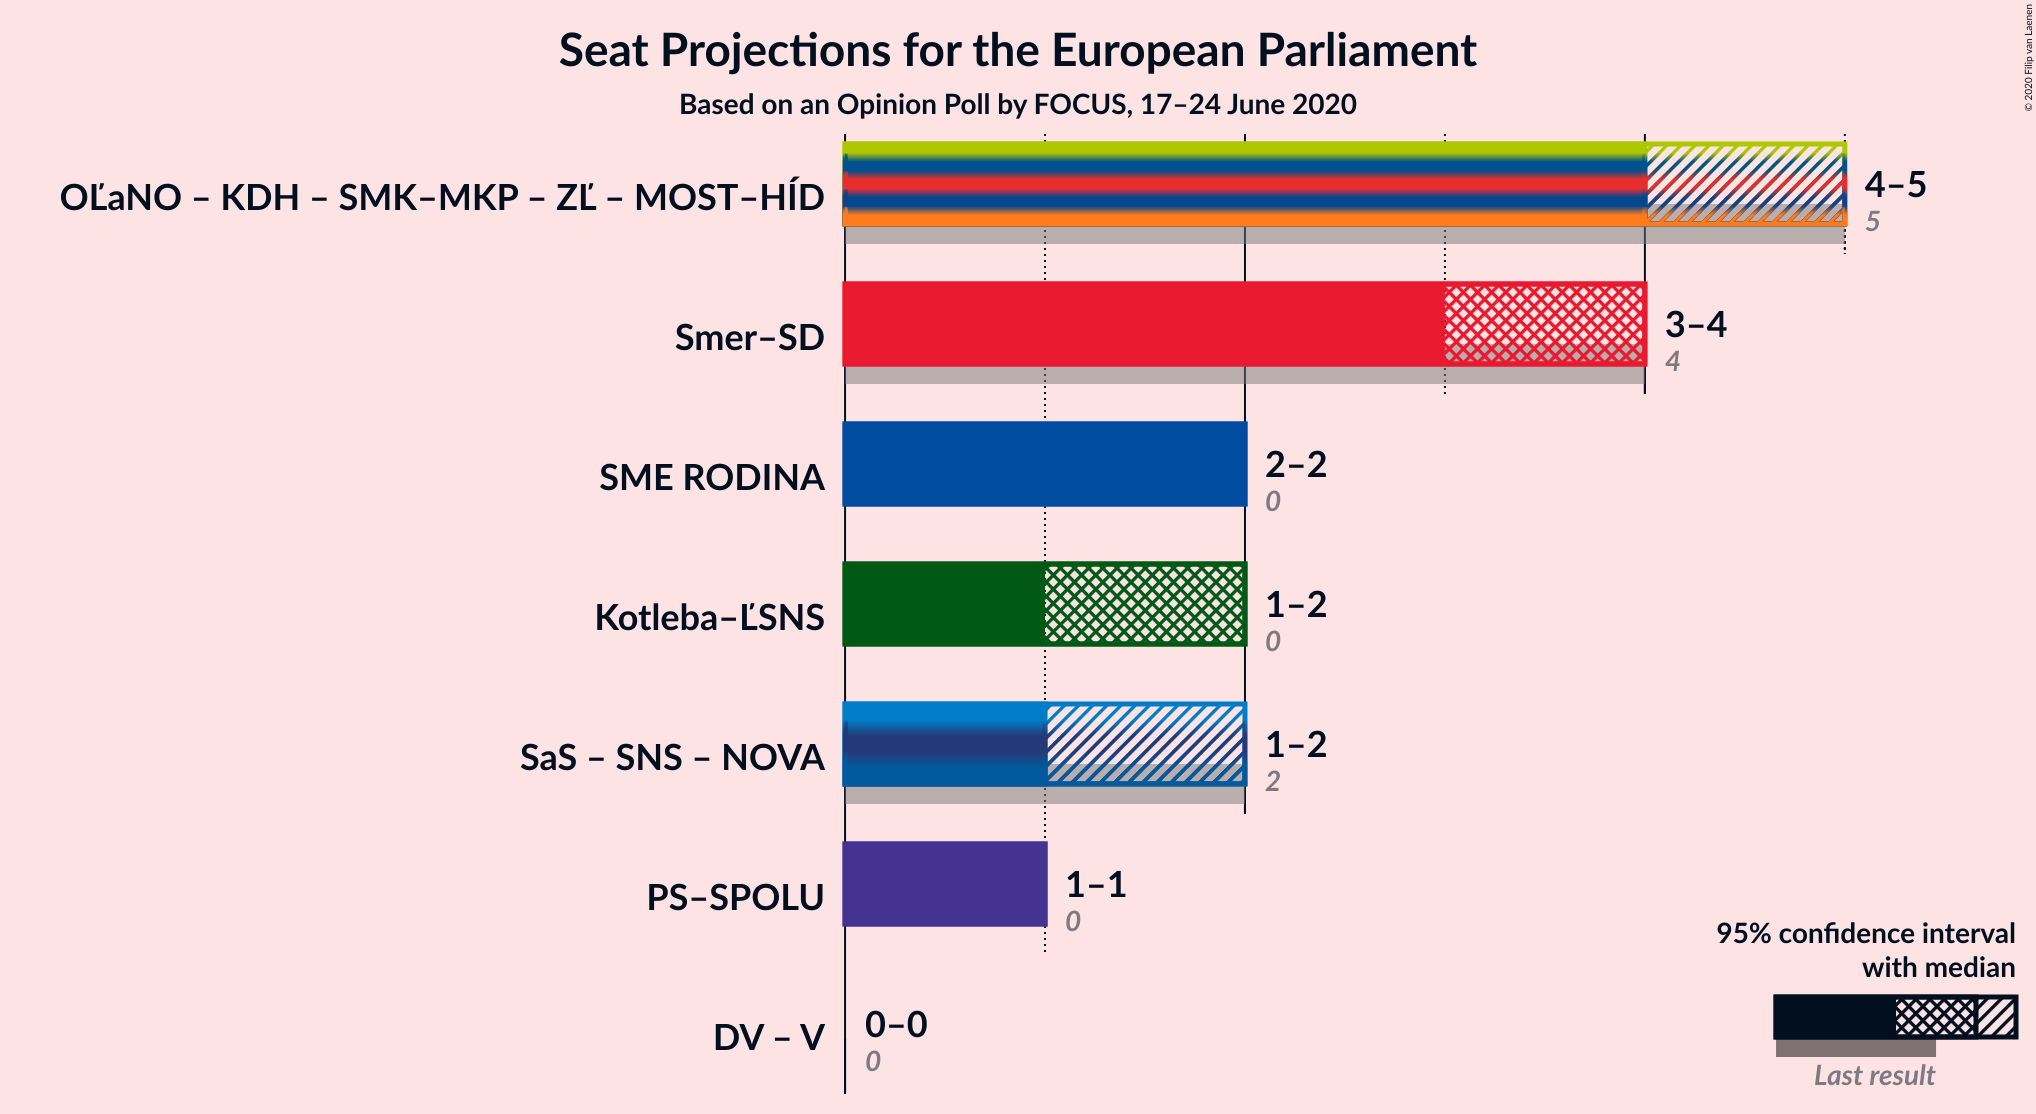 Seat Projections for the European Parliament
Based on an Opinion Poll by FOCUS, 17–24 June 2020
© 2020 Filip van Laenen
OĽaNO – KDH – SMK–MKP – ZĽ – MOST–HÍD
4–5
5
Smer–SD
3–4
4
SME RODINA
2–2
0
Kotleba–ĽSNS
1–2
0
SaS – SNS – NOVA
1–2
2
PS–SPOLU
1–1
0
DV – V
0–0
0
95% confidence interval
with median
Last result